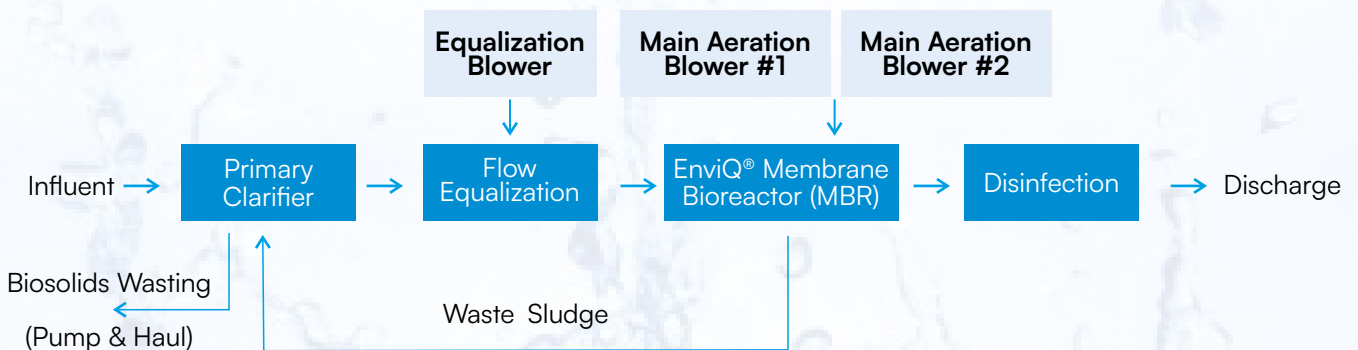 Equalization
Blower
Main Aeration
Blower #1
Main Aeration
Blower #2
Influent
Primary
Clarifier
Flow
Equalization
EnviQ® Membrane
Bioreactor (MBR)
Disinfection
Discharge
Biosolids Wasting
(Pump & Haul)
Waste Sludge